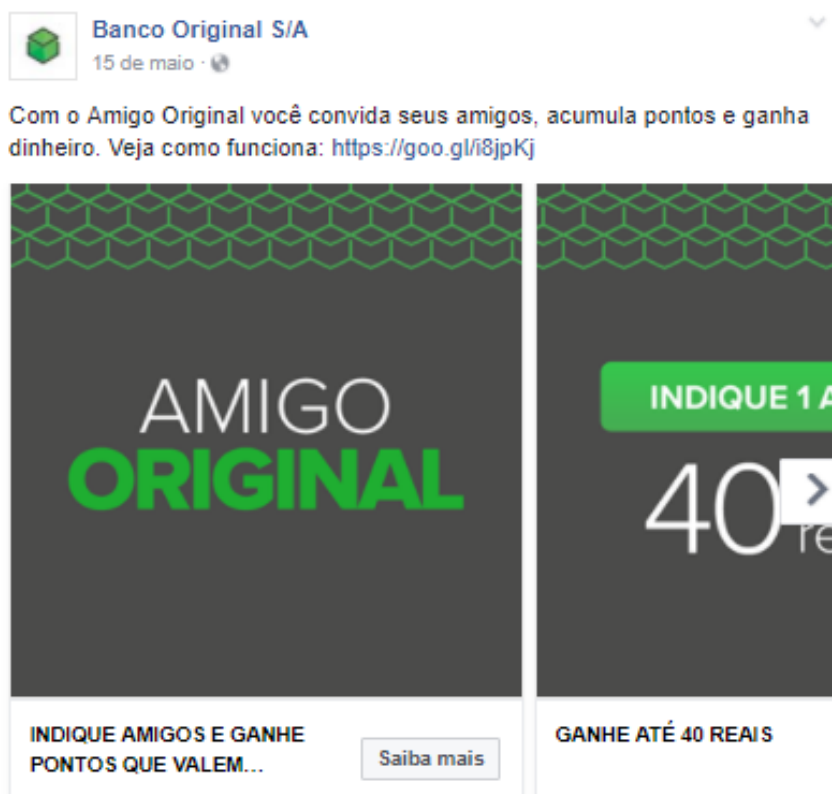 Banco Original S/A
15 de maio ·
Com o Amigo Original você convida seus amigos, acumula pontos e ganha
dinheiro. Veja como funciona: https://goo.gl/i8jpKj
AMIGO
ORIGINAL
INDIQUE 1 A
40 re
INDIQUE AMIGOS E GANHE
PONTOS QUE VALEM...
Saiba mais
GANHE ATÉ 40 REAIS